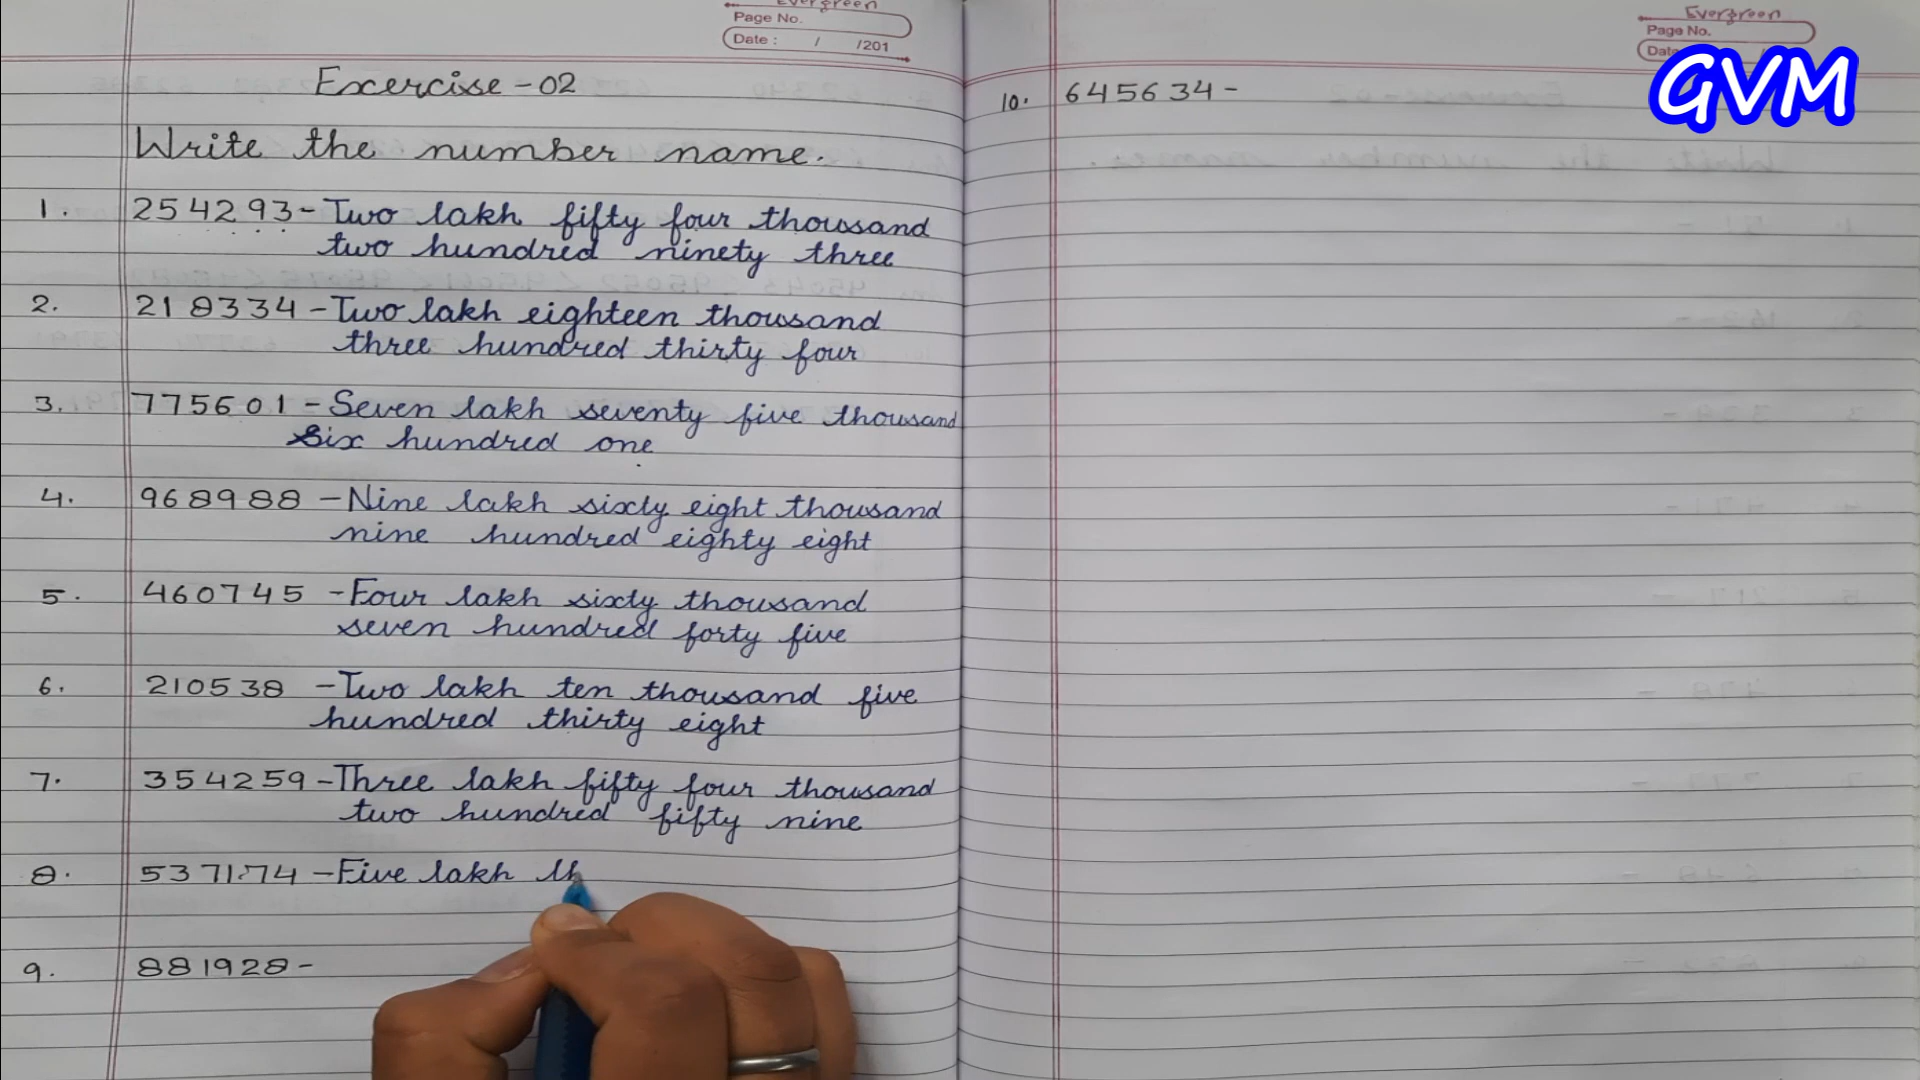 Evergreen
Page No.
Date : / /201
Excercise - 02
Write the number name.
1. 254293 - Two lakh fifty four thousand
two hundred ninety three
2. 218334 - Two lakh eighteen thousand
three hundred thirty four
3. 775601 - Seven lakh seventy five thousand
six hundred one
4. 968988 - Nine lakh sixty eight thousand
nine hundred eighty eight
5. 460745 - Four lakh sixty thousand
seven hundred forty five
6. 210538 - Two lakh ten thousand five
hundred thirty eight
7. 354259 - Three lakh fifty four thousand
two hundred fifty nine
8. 537174 - Five lakh th
9. 881928 -
Evergreen
Page No.
Date
GVM
10. 645634 -